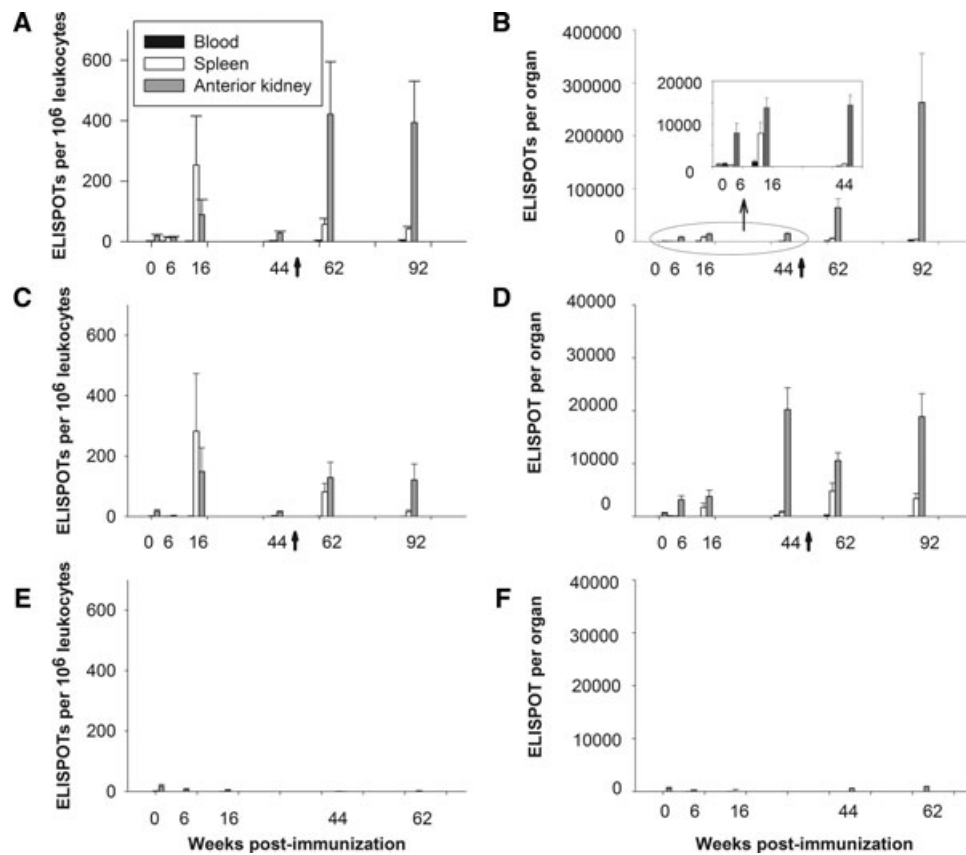 A
ELISPOTs per 10⁶ leukocytes
600
400
200
0
Blood
Spleen
Anterior kidney
0 6 16 44 62 92
B
ELISPOTs per organ
400000
300000
200000
100000
0
20000
10000
0
0 6 16 44
0 6 16 44 62 92
C
ELISPOTs per 10⁶ leukocytes
600
400
200
0
0 6 16 44 62 92
D
ELISPOT per organ
40000
30000
20000
10000
0
0 6 16 44 62 92
E
ELISPOTs per 10⁶ leukocytes
600
400
200
0
0 6 16 44 62
Weeks post-immunization
F
ELISPOT per organ
40000
30000
20000
10000
0
0 6 16 44 62
Weeks post-immunization